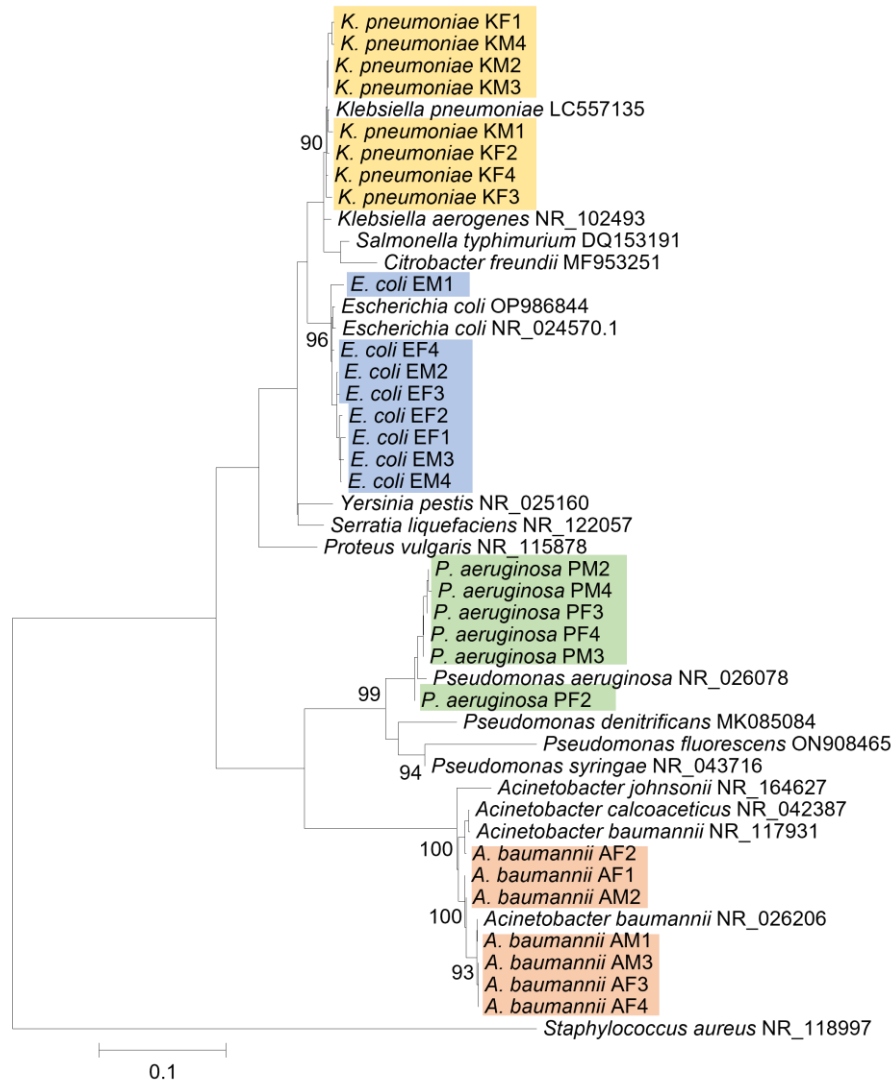 K. pneumoniae KF1
K. pneumoniae KM4
K. pneumoniae KM2
K. pneumoniae KM3
Klebsiella pneumoniae LC557135
K. pneumoniae KM1
90
K. pneumoniae KF2
K. pneumoniae KF4
K. pneumoniae KF3
Klebsiella aerogenes NR_102493
Salmonella typhimurium DQ153191
Citrobacter freundii MF953251
E. coli EM1
Escherichia coli OP986844
Escherichia coli NR_024570.1
96
E. coli EF4
E. coli EM2
E. coli EF3
E. coli EF2
E. coli EF1
E. coli EM3
E. coli EM4
Yersinia pestis NR_025160
Serratia liquefaciens NR_122057
Proteus vulgaris NR_115878
P. aeruginosa PM2
P. aeruginosa PM4
P. aeruginosa PF3
P. aeruginosa PF4
P. aeruginosa PM3
Pseudomonas aeruginosa NR_026078
99
P. aeruginosa PF2
Pseudomonas denitrificans MK085084
Pseudomonas fluorescens ON908465
94
Pseudomonas syringae NR_043716
Acinetobacter johnsonii NR_164627
Acinetobacter calcoaceticus NR_042387
Acinetobacter baumannii NR_117931
100
A. baumannii AF2
A. baumannii AF1
A. baumannii AM2
100
Acinetobacter baumannii NR_026206
A. baumannii AM1
A. baumannii AM3
93
A. baumannii AF3
A. baumannii AF4
Staphylococcus aureus NR_118997
0.1